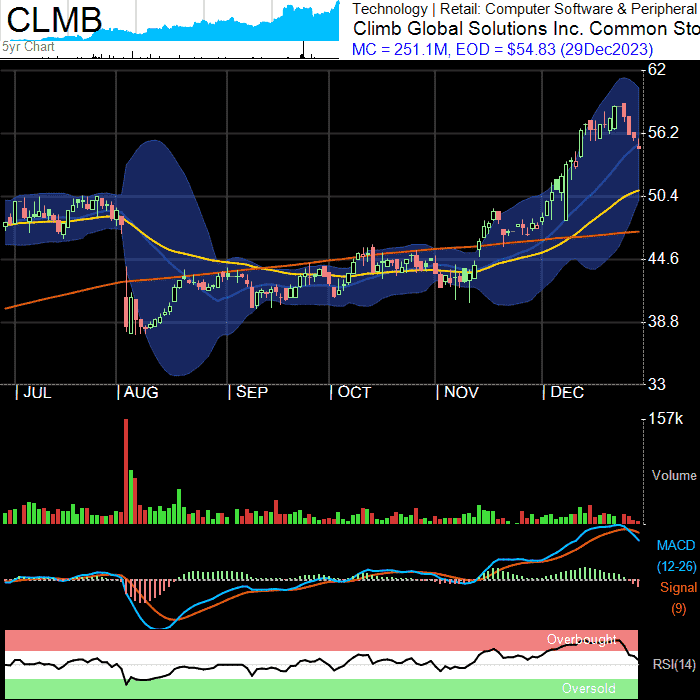 CLMB
5yr Chart
Technology | Retail: Computer Software & Peripheral
Climb Global Solutions Inc. Common Sto
MC = 251.1M, EOD = $54.83 (29Dec2023)
62
56.2
50.4
44.6
38.8
33
JUL AUG SEP OCT NOV DEC
157k
Volume
MACD
(12-26)
Signal
(9)
Overbought
RSI(14)
Oversold